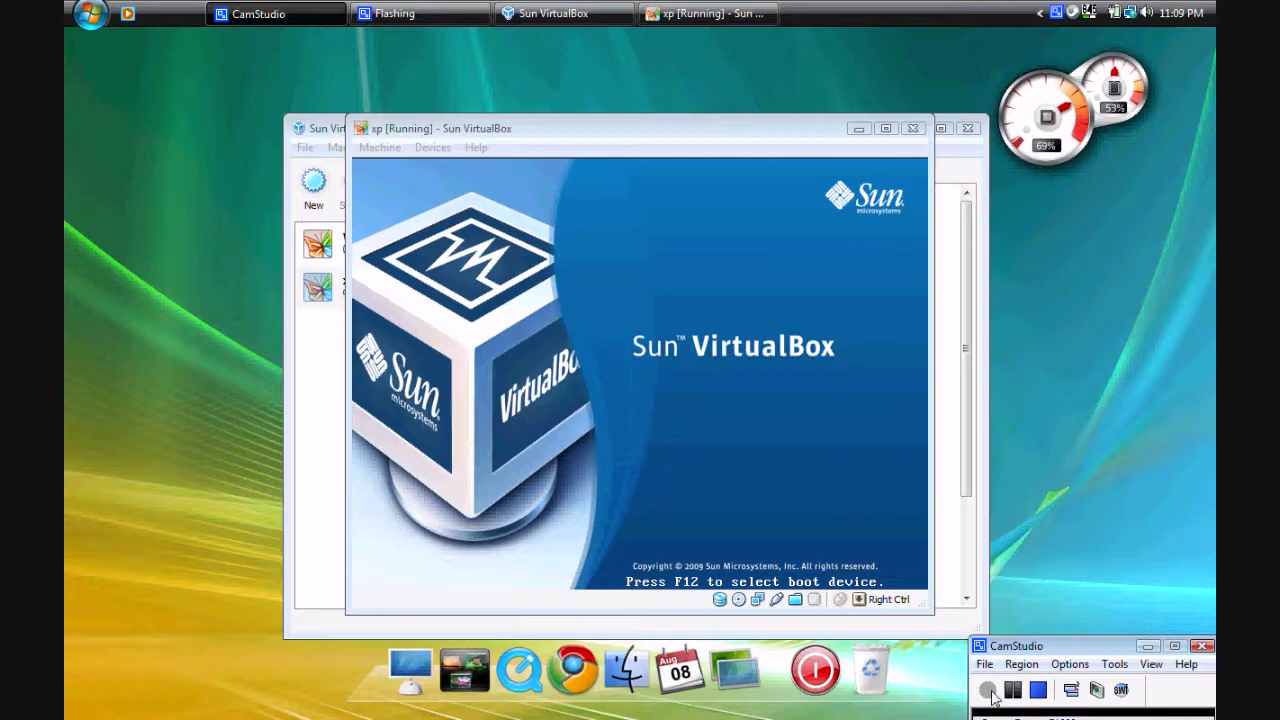 CamStudio
Flashing
Sun VirtualBox
xp [Running] - Sun ...
11:09 PM
53%
69%
xp [Running] - Sun VirtualBox
File
Machine
Devices
Help
New
Sun
microsystems
Sun
microsystems
Sun™ VirtualBox
Copyright © 2009 Sun Microsystems, Inc. All rights reserved.
Press F12 to select boot device.
Right Ctrl
Aug
08
CamStudio
File Region Options Tools View Help
SWF